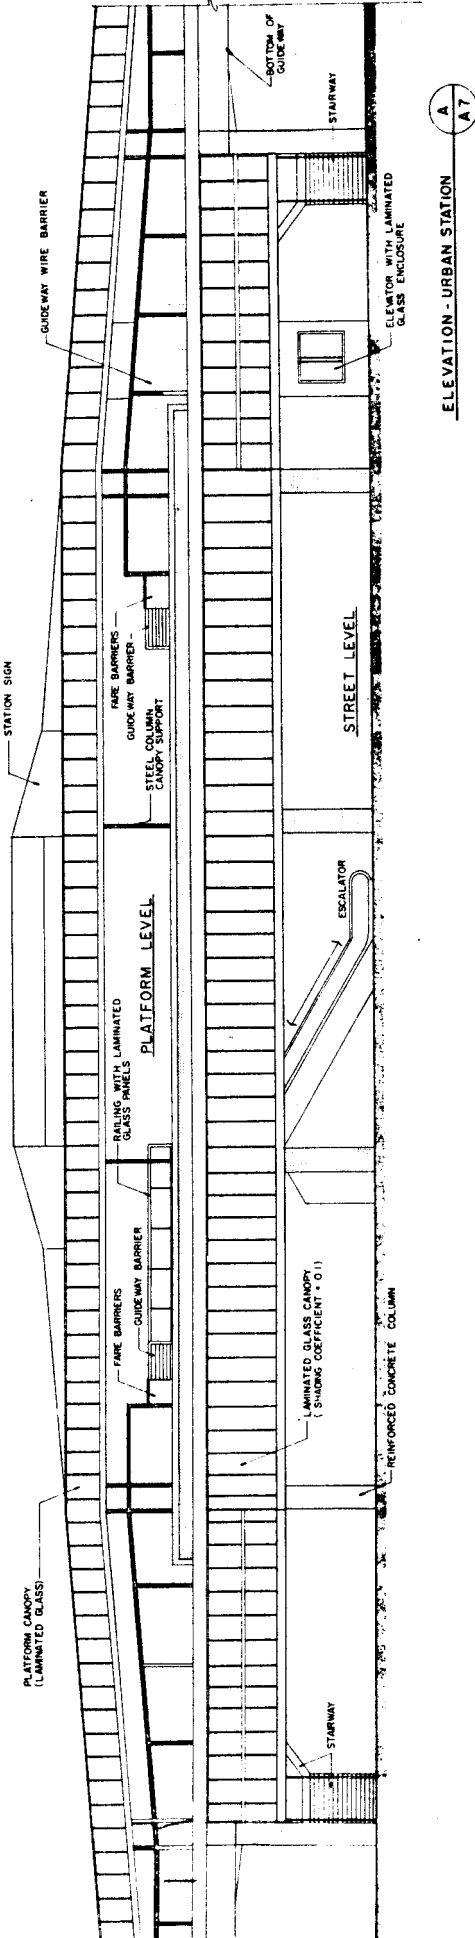 STATION SIGN
PLATFORM CANOPY
(LAMINATED GLASS)
GUIDEWAY WIRE BARRIER
FARE BARRIERS
GUIDEWAY BARRIER
RAILING WITH LAMINATED
GLASS PANELS
PLATFORM LEVEL
STEEL COLUMN
CANOPY SUPPORT
FARE BARRIERS
GUIDEWAY BARRIER
BOTTOM OF
GUIDEWAY
STAIRWAY
LAMINATED GLASS CANOPY
(SHADING COEFFICIENT = 0.1)
REINFORCED CONCRETE COLUMN
ESCALATOR
STREET LEVEL
ELEVATOR WITH LAMINATED
GLASS ENCLOSURE
STAIRWAY
ELEVATION - URBAN STATION
A
A7